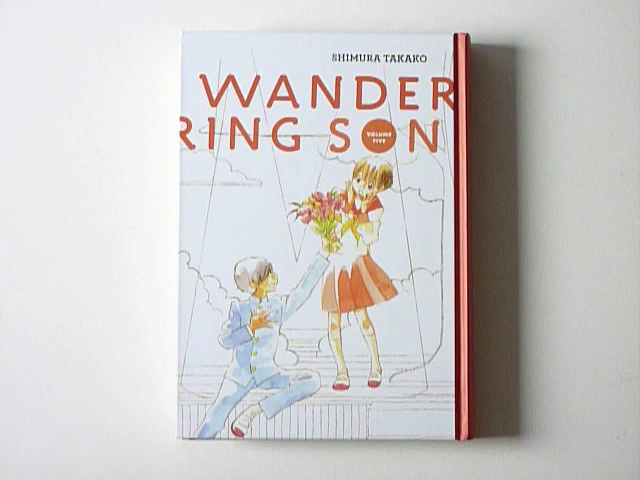 SHIMURA TAKAKO
WANDER
RING SON
VOLUME
FIVE